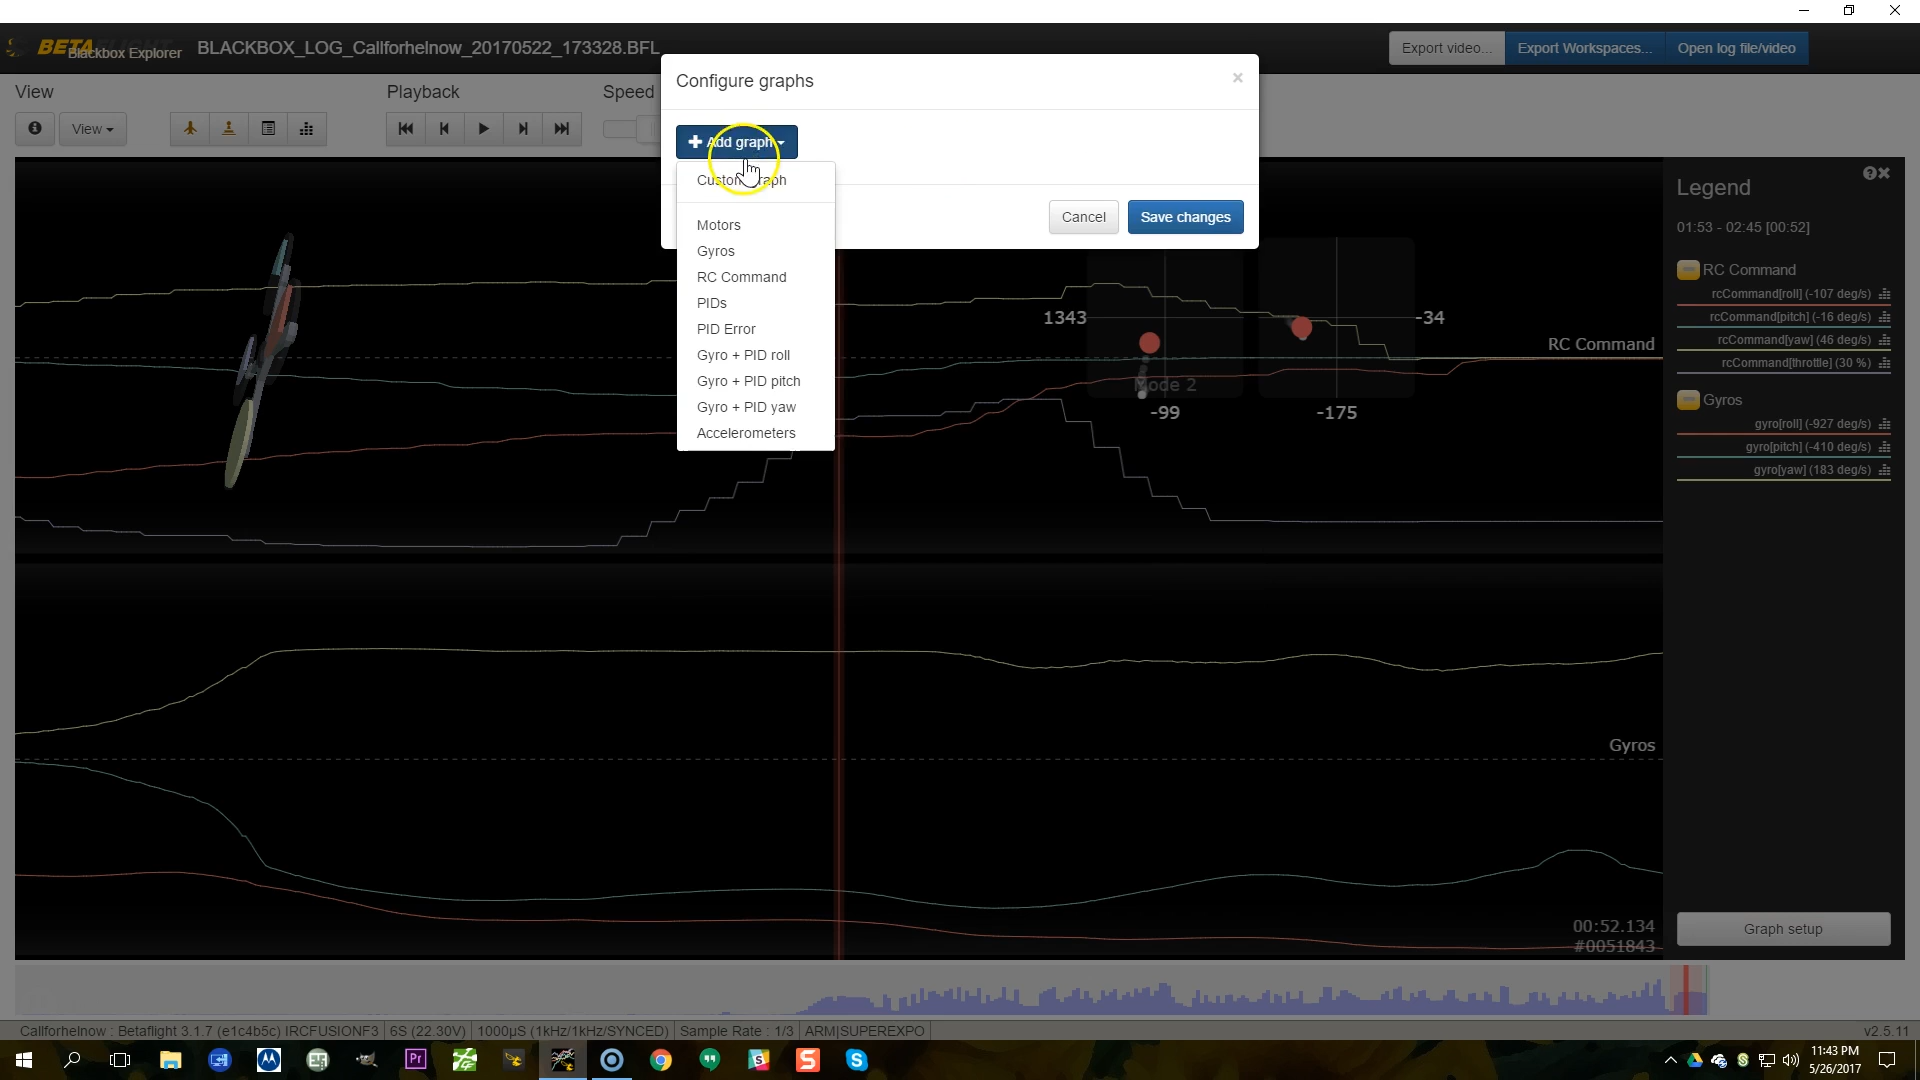 BETAFLIGHT
Blackbox Explorer
BLACKBOX_LOG_Callforhelnow_20170522_173328.BFL
Export video...
Export Workspaces...
Open log file/video
View
Playback
Speed
View
Configure graphs
×
Add graph
Custom graph
Motors
Gyros
RC Command
PIDs
PID Error
Gyro + PID roll
Gyro + PID pitch
Gyro + PID yaw
Accelerometers
Cancel
Save changes
1343
-34
Mode 2
-99
-175
RC Command
Gyros
00:52.134
#0051843
Legend
01:53 - 02:45 [00:52]
RC Command
rcCommand[roll] (-107 deg/s)
rcCommand[pitch] (-16 deg/s)
rcCommand[yaw] (46 deg/s)
rcCommand[throttle] (30 %)
Gyros
gyro[roll] (-927 deg/s)
gyro[pitch] (-410 deg/s)
gyro[yaw] (183 deg/s)
Graph setup
Callforhelnow : Betaflight 3.1.7 (e1c4b5c) IRCFUSIONF3 6S (22.30V) 1000µS (1kHz/1kHz/SYNCED) Sample Rate : 1/3 ARM|SUPEREXPO
v2.5.11
Pr
11:43 PM
5/26/2017